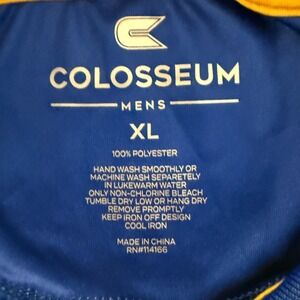 COLOSSEUM
MENS
XL
100% POLYESTER
HAND WASH SMOOTHLY OR
MACHINE WASH SEPARETELY
IN LUKEWARM WATER
ONLY NON-CHLORINE BLEACH
TUMBLE DRY LOW OR HANG DRY
REMOVE PROMPTLY
KEEP IRON OFF DESIGN
COOL IRON
MADE IN CHINA
RN#114166